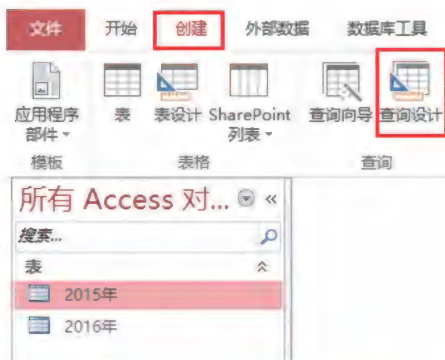 文件 开始 创建 外部数据 数据库工具
应用程序 表 表设计 SharePoint 查询向导 查询设计
部件 列表
模板 表格 查询
所有 Access 对... «
搜索...
表
2015年
2016年